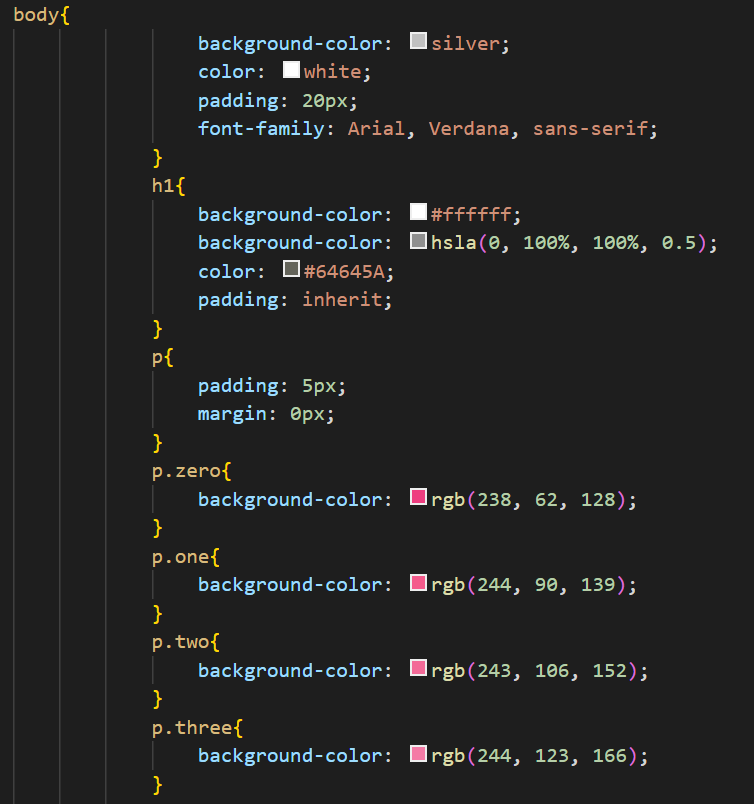 body{
background-color: silver;
color: white;
padding: 20px;
font-family: Arial, Verdana, sans-serif;
}
h1{
background-color: #ffffff;
background-color: hsla(0, 100%, 100%, 0.5);
color: #64645A;
padding: inherit;
}
p{
padding: 5px;
margin: 0px;
}
p.zero{
background-color: rgb(238, 62, 128);
}
p.one{
background-color: rgb(244, 90, 139);
}
p.two{
background-color: rgb(243, 106, 152);
}
p.three{
background-color: rgb(244, 123, 166);
}